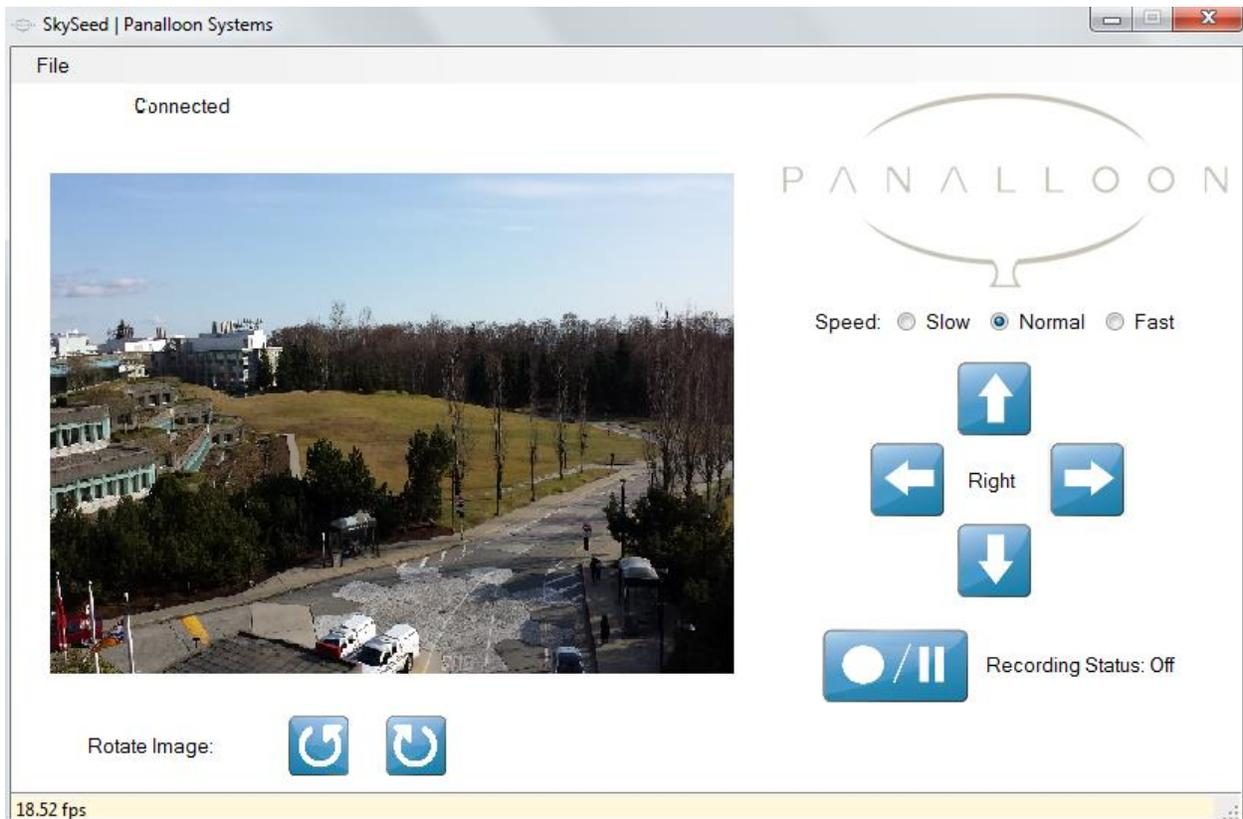 SkySeed | Panalloon Systems
File
Connected
PANALLOON
Speed: Slow Normal Fast
Right
Recording Status: Off
Rotate Image:
18.52 fps